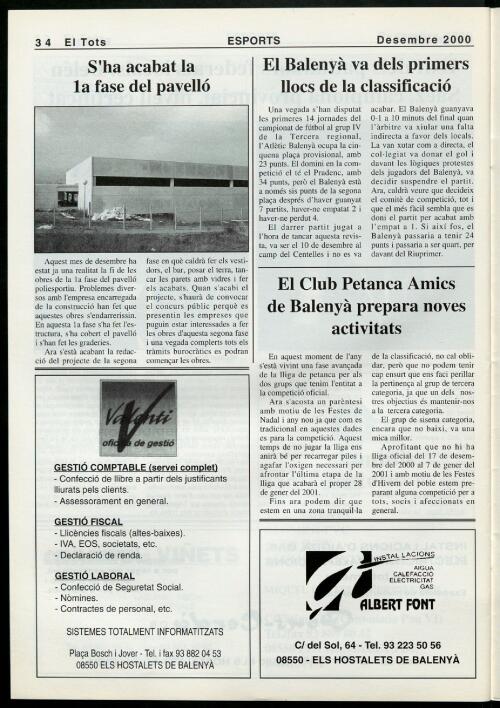 34 El Tots
ESPORTS
Desembre 2000
S'ha acabat la
1a fase del pavelló
Aquest mes de desembre ha
estat ja una realitat la fi de les
obres de la 1a fase del pavelló
poliesportiu. Problemes diver-
sos amb l'empresa encarregada
de la construcció han fet que
aquestes obres s'endarrerissin.
En aquesta 1a fase s'ha fet l'es-
tructura, s'ha cobert el pavelló
i s'han fet les graderies.
Ara s'està acabant la redac-
ció del projecte de la segona
fase en què caldrà fer els vesti-
dors, el bar, posar el terra, tan-
car les parets amb vidres i fer
els acabats. Quan s'acabi el
projecte, s'haurà de convocar
el concurs públic perquè es
presentin les empreses que
puguin estar interessades a fer
les obres d'aquesta segona fase
i una vegada complerts tots els
tràmits burocràtics es podran
començar les obres.
Valentí
oficina de gestió
GESTIÓ COMPTABLE (servei complet)
- Confecció de llibre a partir dels justificants
lliurats pels clients.
- Assessorament en general.
GESTIÓ FISCAL
- Llicències fiscals (altes-baixes).
- IVA, EOS, societats, etc.
- Declaració de renda.
GESTIÓ LABORAL
- Confecció de Seguretat Social.
- Nòmines.
- Contractes de personal, etc.
SISTEMES TOTALMENT INFORMATITZATS
Plaça Bosch i Jover - Tel. i fax 93 882 04 53
08550 ELS HOSTALETS DE BALENYÀ
El Balenyà va dels primers
llocs de la classificació
Una vegada s'han disputat
les primeres 14 jornades del
campionat de fútbol al grup IV
de la Tercera regional,
l'Atlètic Balenyà ocupa la cin-
quena plaça provisional, amb
23 punts. El domini en la com-
petició el té el Pradenc, amb
34 punts, però el Balenyà està
a només sis punts de la segona
plaça després d'haver guanyat
7 partits, haver-ne empatat 2 i
haver-ne perdut 4.
El darrer partit jugat a
l'hora de tancar aquesta revis-
ta, va ser el 10 de desembre al
camp del Centelles i no es va
acabar. El Balenyà guanyava
0-1 a 10 minuts del final quan
l'àrbitre va xiular una falta
indirecta a favor dels locals.
La van xutar com a directa, el
col·legiat va donar el gol i
davant les lògiques protestes
dels jugadors del Balenyà, va
decidir suspendre el partit.
Ara, caldrà veure que decideix
el comitè de competició, tot i
que el més fàcil sembla que es
doni el partit per acabat amb
l'empat a 1. Si així fos, el
Balenyà passaria a tenir 24
punts i passaria a ser quart, per
davant del Riuprimer.
El Club Petanca Amics
de Balenyà prepara noves
activitats
En aquest moment de l'any
s'està vivint una fase avançada
de la lliga de petanca per als
dos grups que tenim l'entitat a
la competició oficial.
Ara s'acosta un parèntesi
amb motiu de les Festes de
Nadal i any nou ja que com es
tradicional en aquestes dades
es para la competició. Aquest
temps de no jugar la lliga ens
anirà bé per recarregar piles i
agafar l'oxigen necessari per
afrontar l'última etapa de la
lliga que acabarà el proper 28
de gener del 2001.
Fins ara podem dir que
estem en una zona tranquil·la
de la classificació, no cal obli-
dar, però que no podem tenir
cap ensurt que ens faci perillar
la pertinença al grup de tercera
categoria, ja que un dels nos-
tres objectius és mantenir-nos
a la tercera categoria.
El grup de sisena categoria,
encara que no baixi, va una
mica millor.
Aprofitant que no hi ha
lliga oficial del 17 de desem-
bre del 2000 al 7 de gener del
2001 i amb motiu de les Festes
d'Hivern del poble estem pre-
parant alguna competició per a
tots, socis i afeccionats en
general.
INSTAL·LACIONS
AIGUA
CALEFACCIÓ
ELECTRICITAT
GAS
ALBERT FONT
C/ del Sol, 64 - Tel. 93 223 50 56
08550 - ELS HOSTALETS DE BALENYÀ